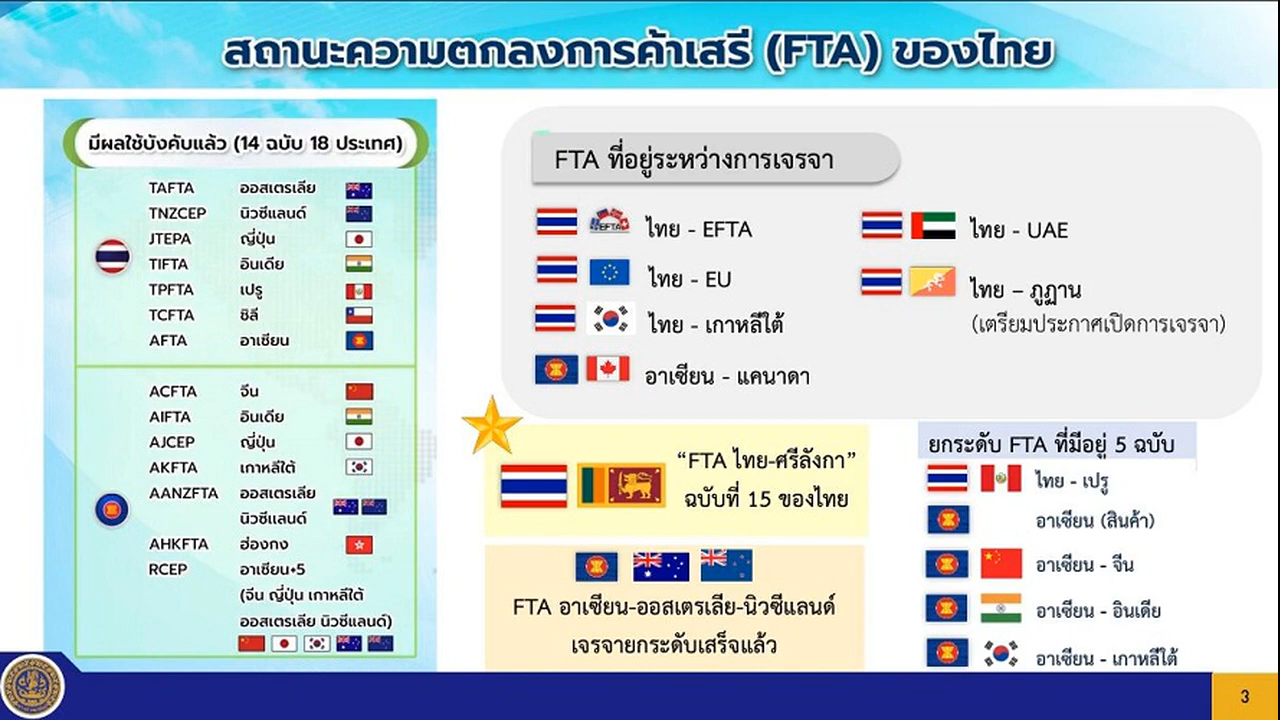 สถานะความตกลงการค้าเสรี (FTA) ของไทย
มีผลใช้บังคับแล้ว (14 ฉบับ 18 ประเทศ)
TAFTA ออสเตรเลีย
TNZCEP นิวซีแลนด์
JTEPA ญี่ปุ่น
TIFTA อินเดีย
TPFTA เปรู
TCFTA ชิลี
AFTA อาเซียน
ACFTA จีน
AIFTA อินเดีย
AJCEP ญี่ปุ่น
AKFTA เกาหลีใต้
AANZFTA ออสเตรเลีย
นิวซีแลนด์
AHKFTA ฮ่องกง
RCEP อาเซียน+5
(จีน ญี่ปุ่น เกาหลีใต้
ออสเตรเลีย นิวซีแลนด์)
FTA ที่อยู่ระหว่างการเจรจา
EFTA
ไทย - EFTA
ไทย - EU
ไทย - เกาหลีใต้
อาเซียน - แคนาดา
ไทย - UAE
ไทย – ภูฏาน
(เตรียมประกาศเปิดการเจรจา)
“FTA ไทย-ศรีลังกา”
ฉบับที่ 15 ของไทย
FTA อาเซียน-ออสเตรเลีย-นิวซีแลนด์
เจรจายกระดับเสร็จแล้ว
ยกระดับ FTA ที่มีอยู่ 5 ฉบับ
ไทย - เปรู
อาเซียน (สินค้า)
อาเซียน - จีน
อาเซียน - อินเดีย
อาเซียน - เกาหลีใต้
3